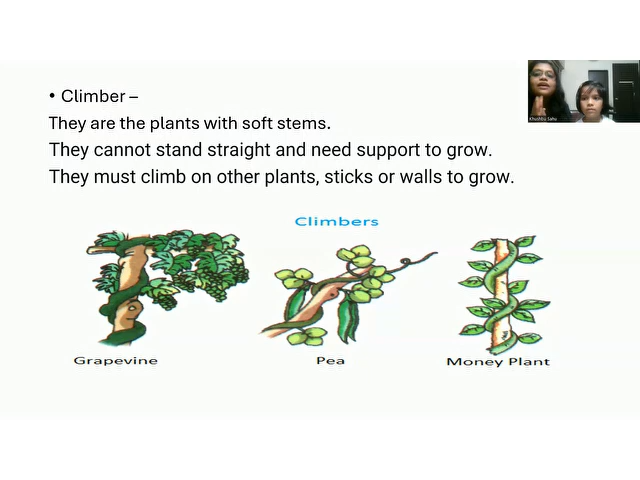 • Climber –
They are the plants with soft stems.
They cannot stand straight and need support to grow.
They must climb on other plants, sticks or walls to grow.
Climbers
Grapevine
Pea
Money Plant